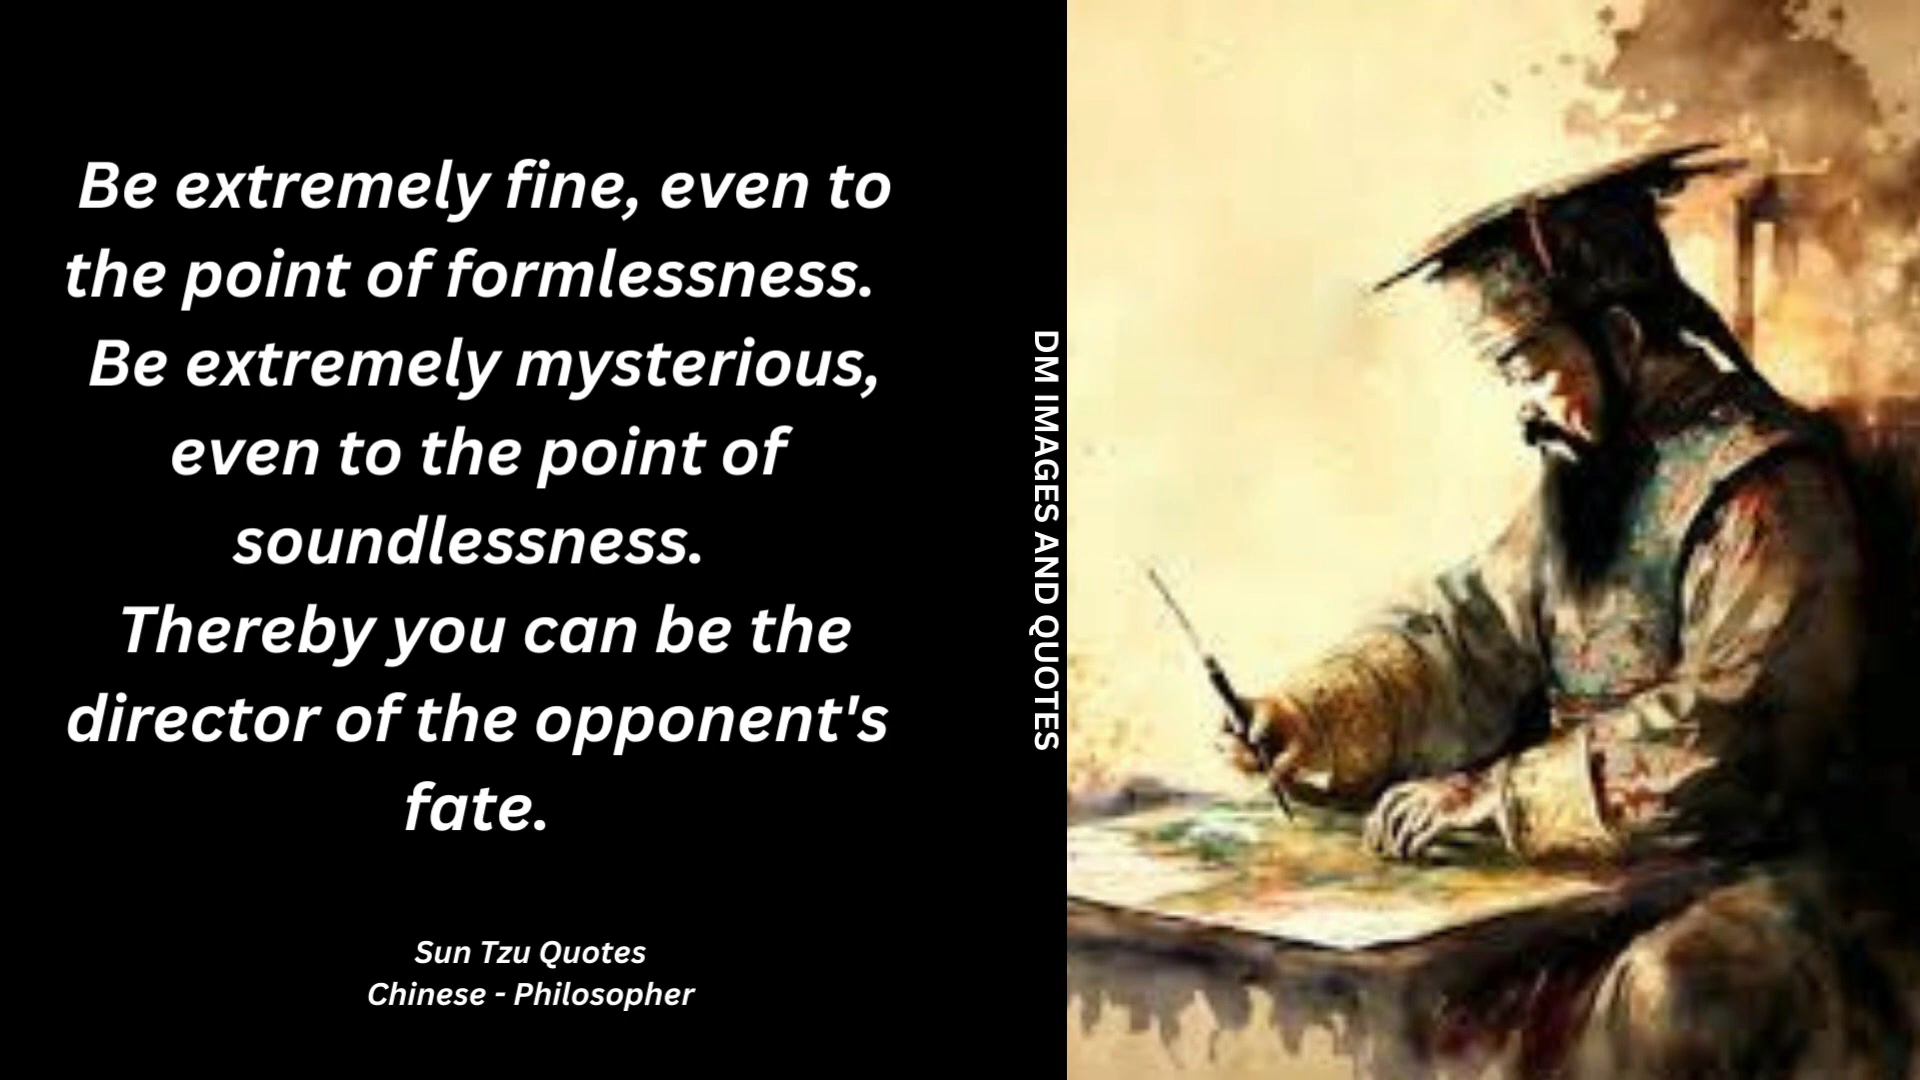 Be extremely fine, even to
the point of formlessness.
Be extremely mysterious,
even to the point of
soundlessness.
Thereby you can be the
director of the opponent's
fate.
Sun Tzu Quotes
Chinese - Philosopher
DM IMAGES AND QUOTES